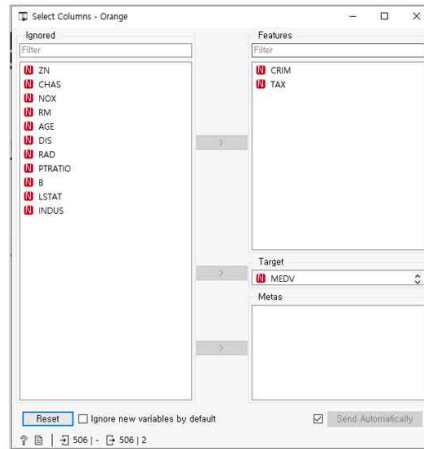 Select Columns - Orange
Ignored
Filter
N ZN
N CHAS
N NOX
N RM
N AGE
N DIS
N RAD
N PTRATIO
N B
N LSTAT
N INDUS
>
>
>
Features
Filter
N CRIM
N TAX
Target
N MEDV
Metas
Reset
Ignore new variables by default
Send Automatically
? 506 | - 506 | 2